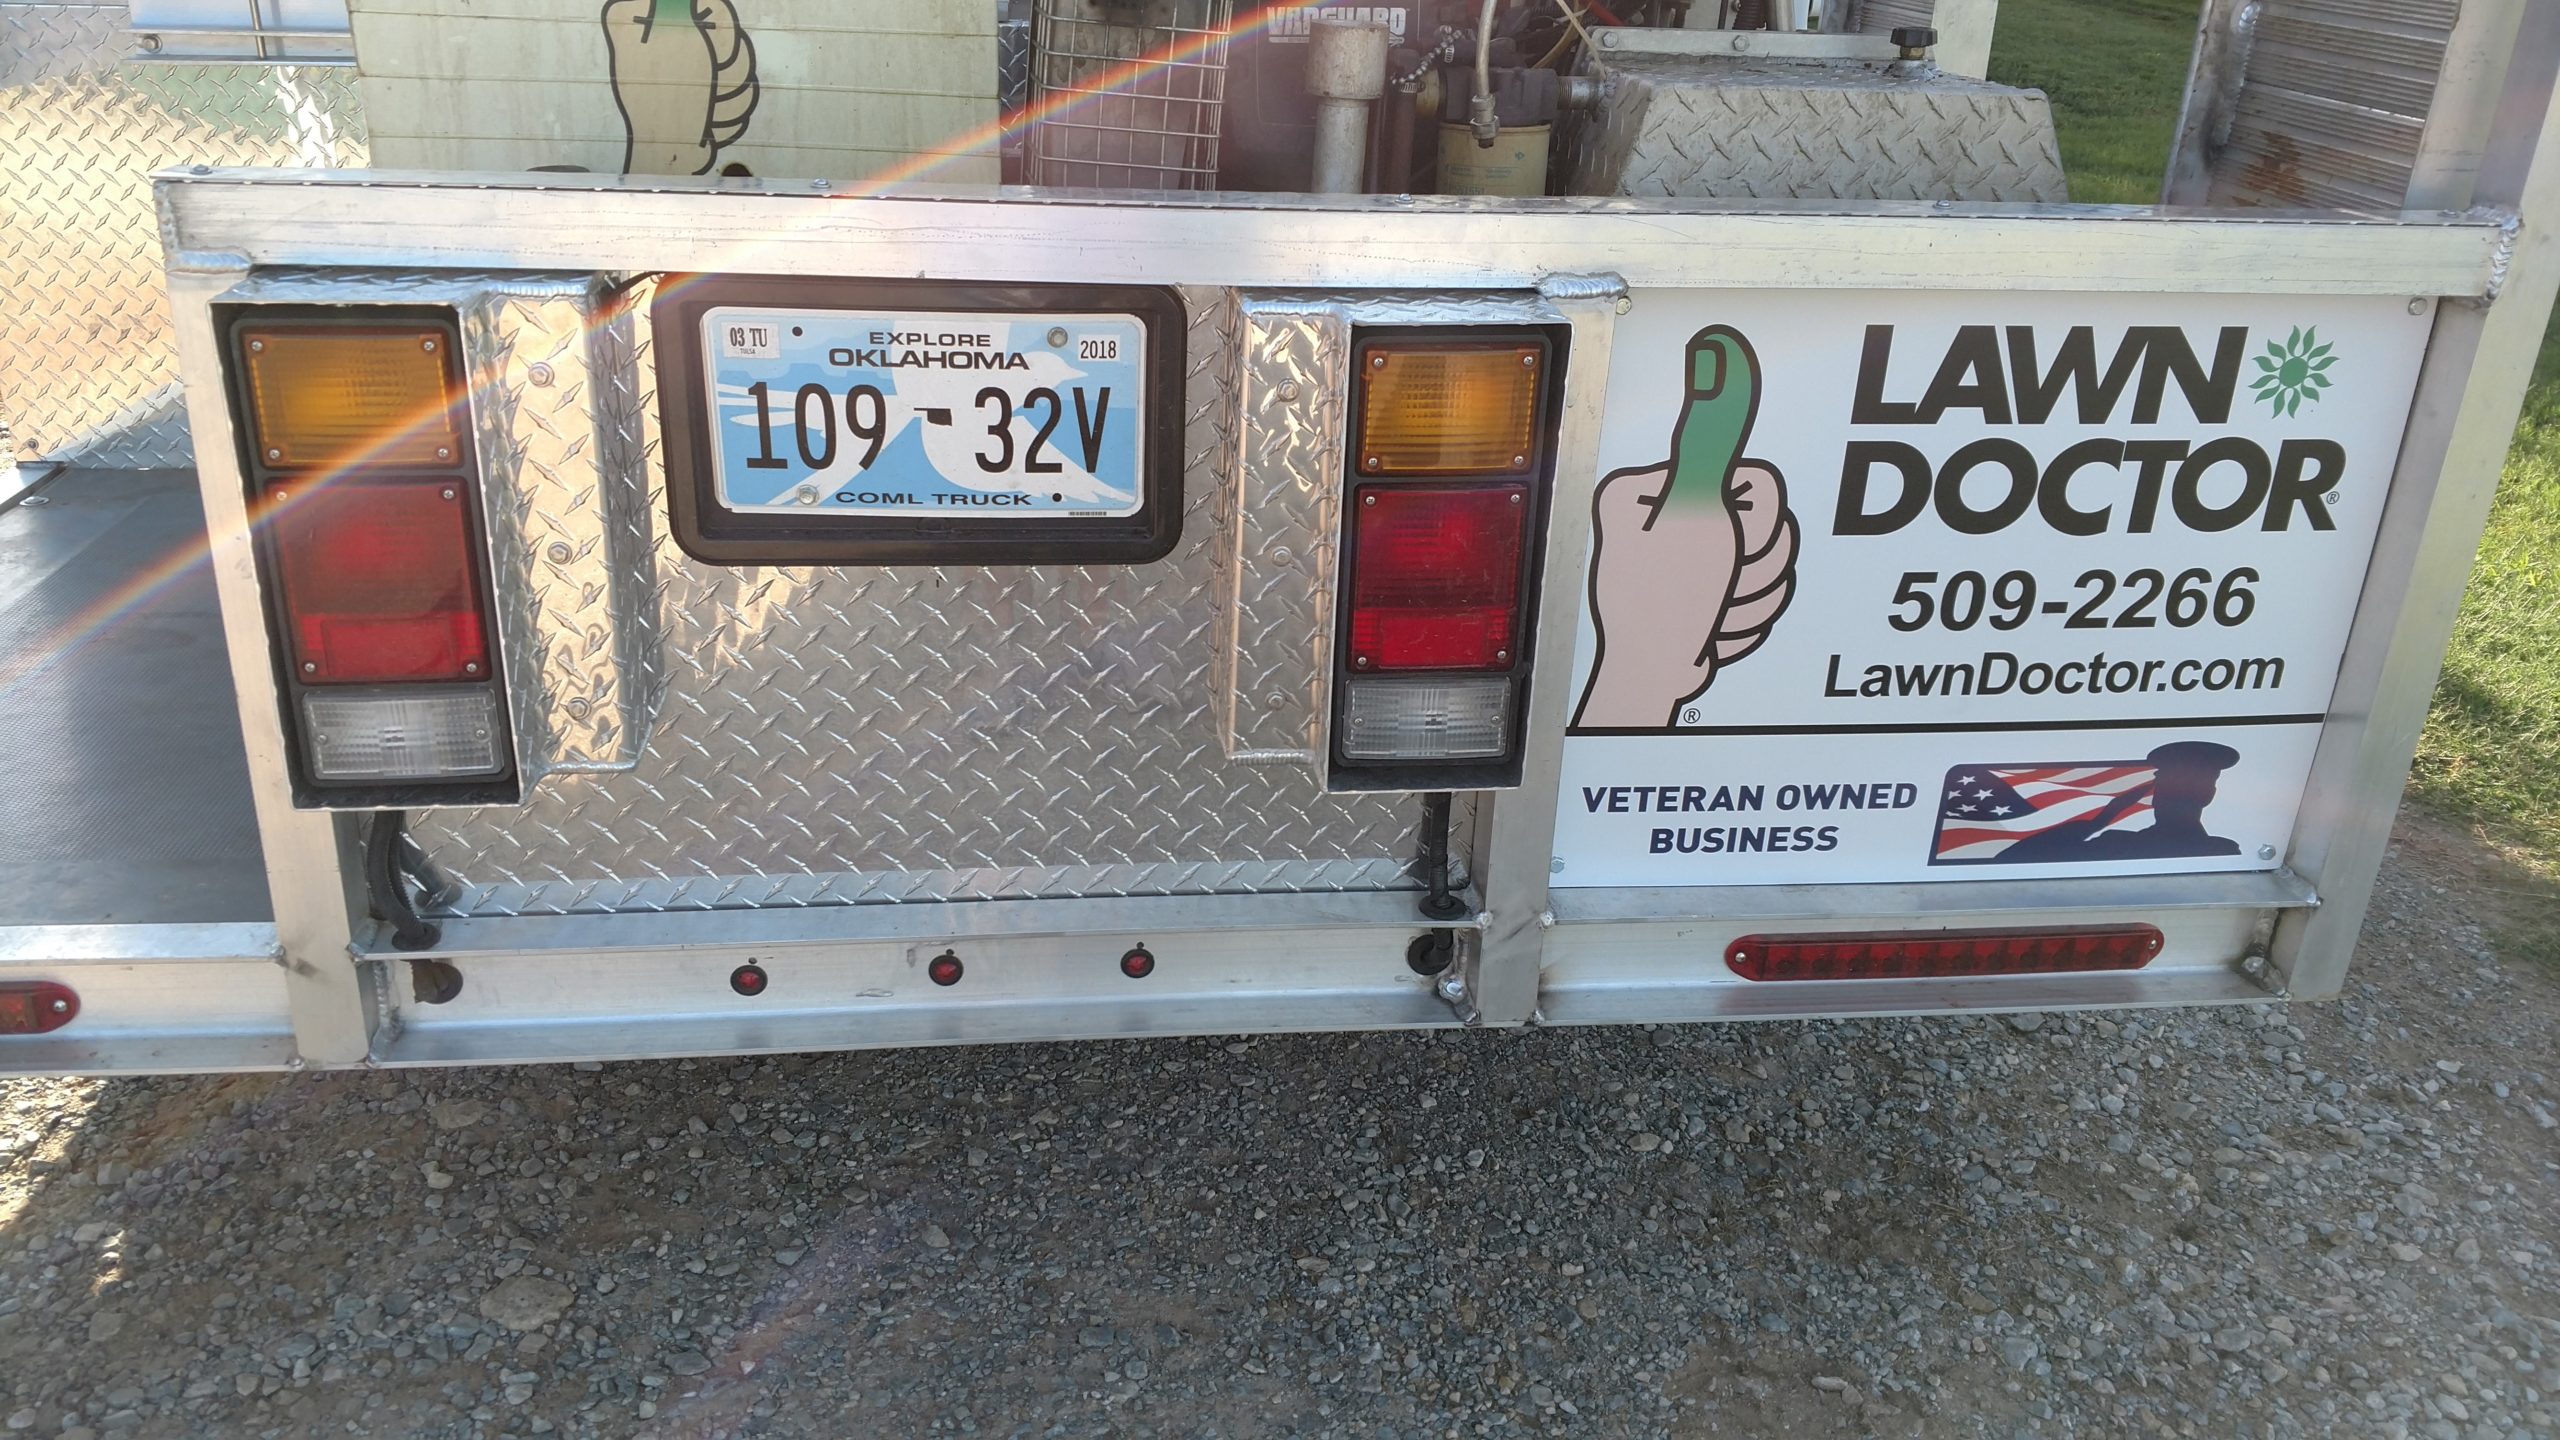 VANGUARD
03 TU
TULSA
EXPLORE
OKLAHOMA
2018
109-32V
COML TRUCK
LAWN
DOCTOR®
509-2266
LawnDoctor.com
®
VETERAN OWNED
BUSINESS